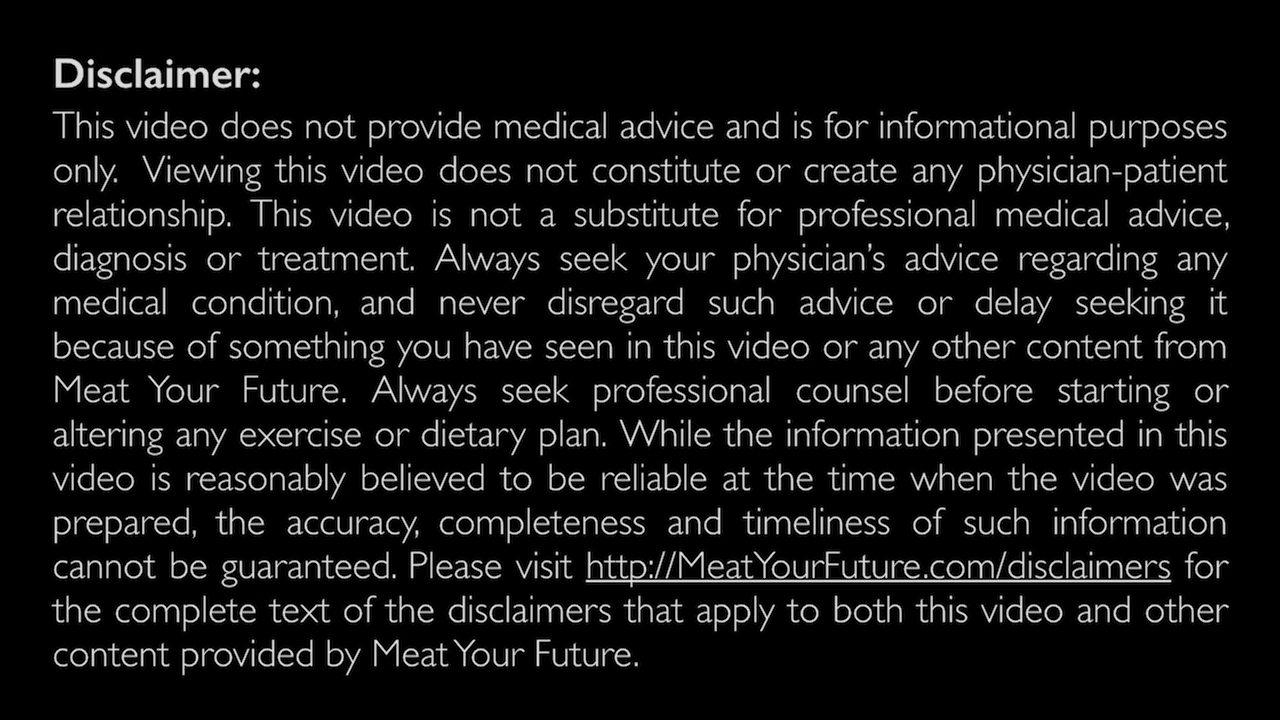 Disclaimer:
This video does not provide medical advice and is for informational purposes
only. Viewing this video does not constitute or create any physician-patient
relationship. This video is not a substitute for professional medical advice,
diagnosis or treatment. Always seek your physician’s advice regarding any
medical condition, and never disregard such advice or delay seeking it
because of something you have seen in this video or any other content from
Meat Your Future. Always seek professional counsel before starting or
altering any exercise or dietary plan. While the information presented in this
video is reasonably believed to be reliable at the time when the video was
prepared, the accuracy, completeness and timeliness of such information
cannot be guaranteed. Please visit http://MeatYourFuture.com/disclaimers for
the complete text of the disclaimers that apply to both this video and other
content provided by Meat Your Future.